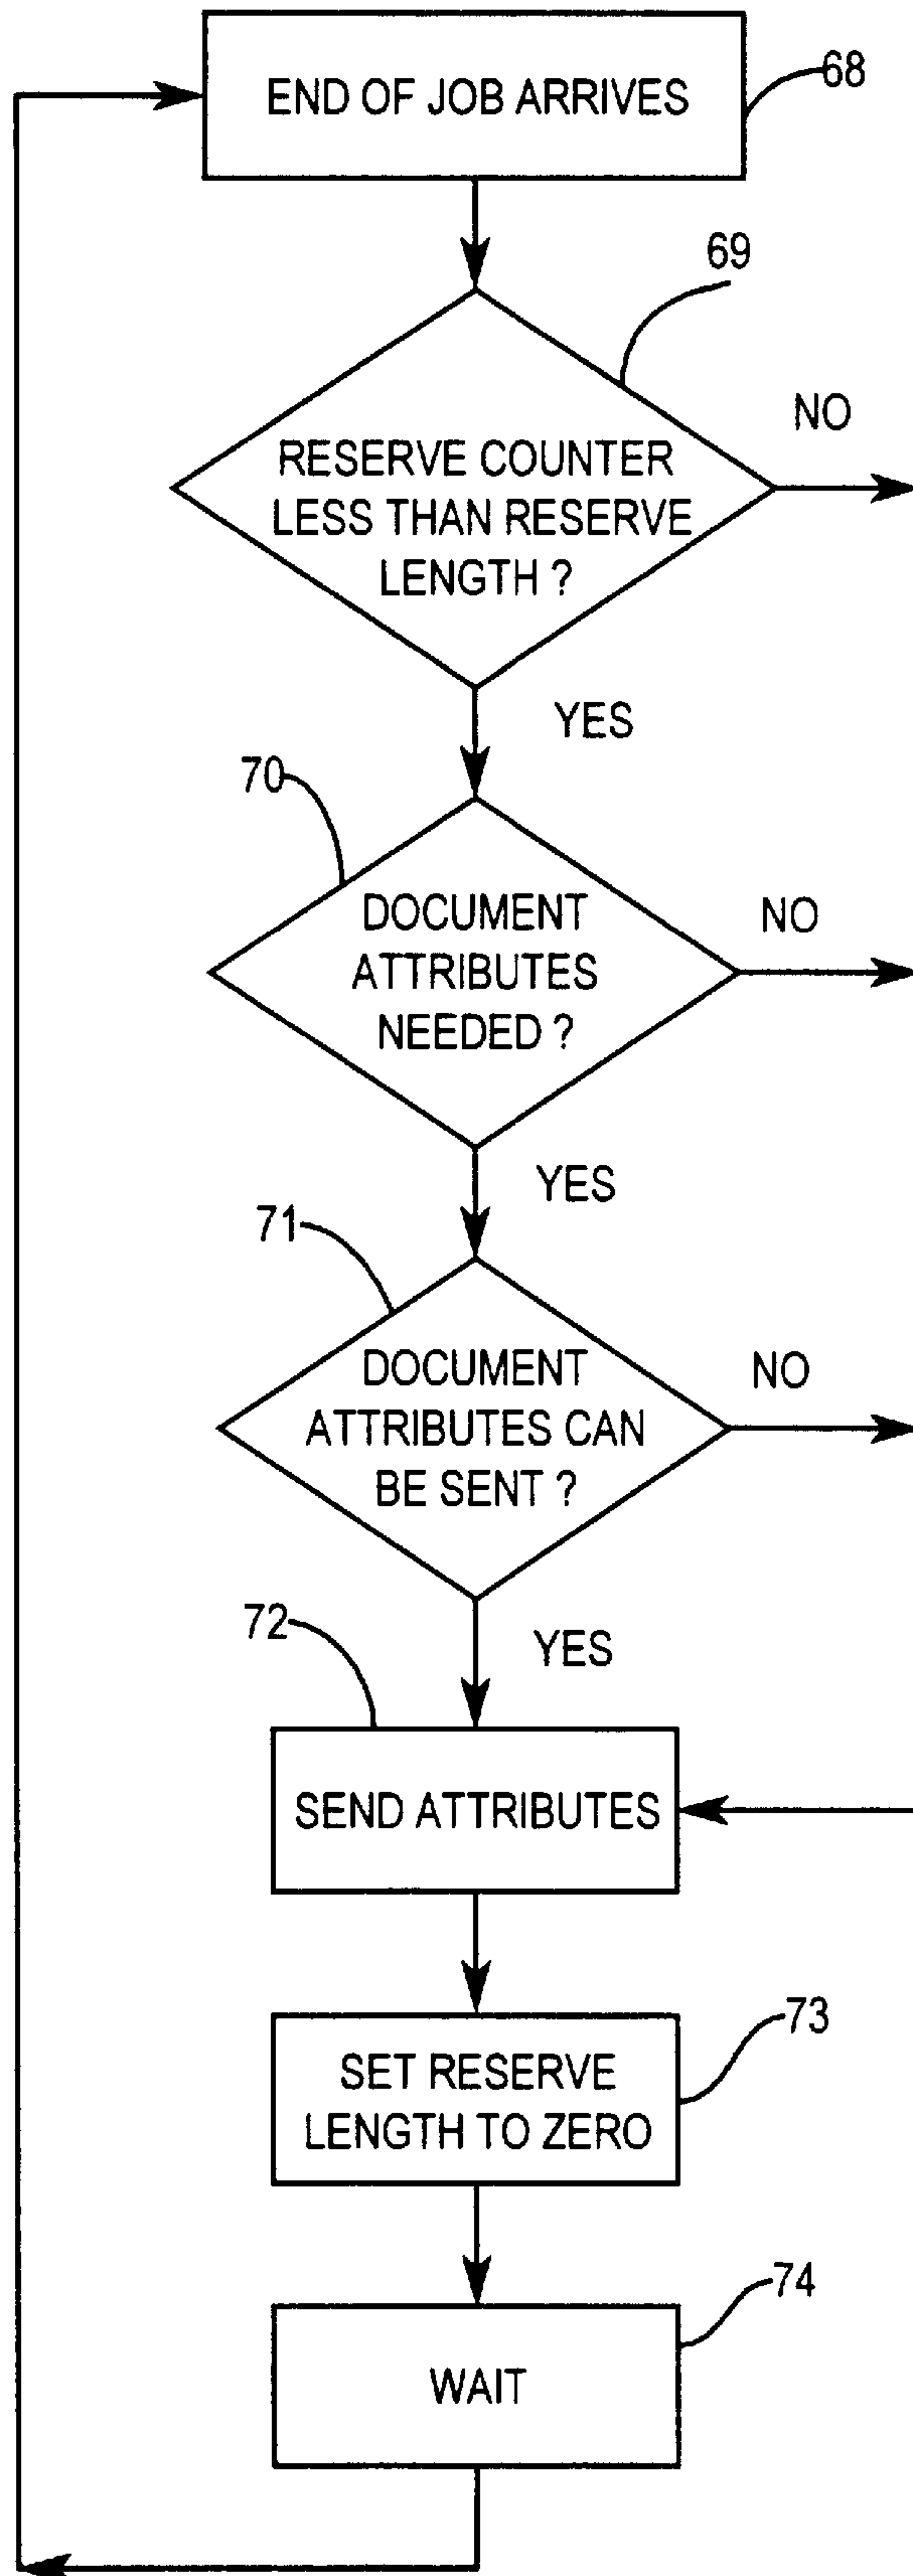 END OF JOB ARRIVES
68
69
NO
RESERVE COUNTER
LESS THAN RESERVE
LENGTH ?
YES
70
DOCUMENT
ATTRIBUTES
NEEDED ?
NO
YES
71
DOCUMENT
ATTRIBUTES CAN
BE SENT ?
NO
YES
72
SEND ATTRIBUTES
73
SET RESERVE
LENGTH TO ZERO
74
WAIT